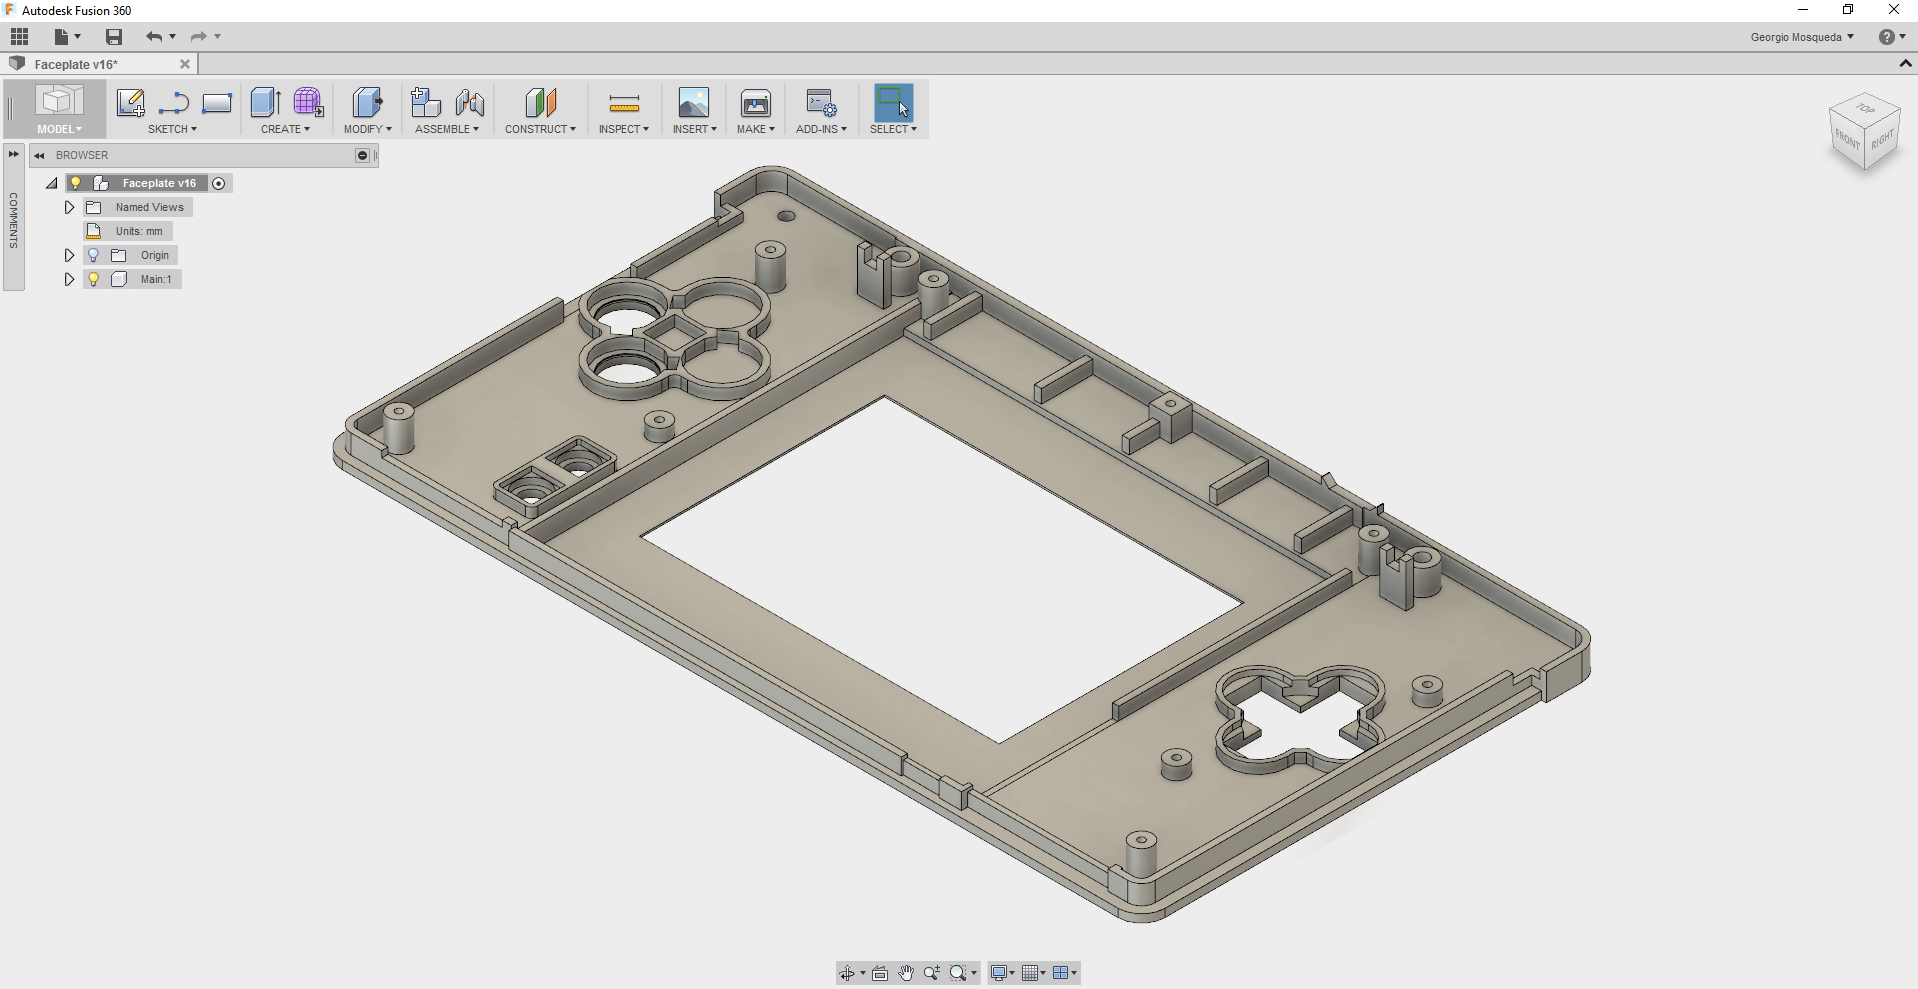 Autodesk Fusion 360
Georgio Mosqueda
Faceplate v16*
MODEL
SKETCH
CREATE
MODIFY
ASSEMBLE
CONSTRUCT
INSPECT
INSERT
MAKE
ADD-INS
SELECT
TOP
FRONT
RIGHT
BROWSER
COMMENTS
Faceplate v16
Named Views
Units: mm
Origin
Main:1